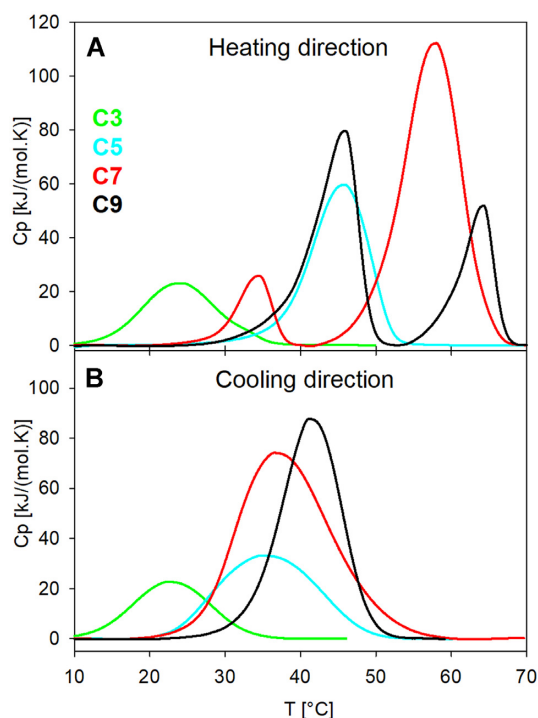 A Heating direction
C3
C5
C7
C9
Cp [kJ/(mol.K)]
120
100
80
60
40
20
0
B Cooling direction
Cp [kJ/(mol.K)]
100
80
60
40
20
0
10 20 30 40 50 60 70
T [°C]